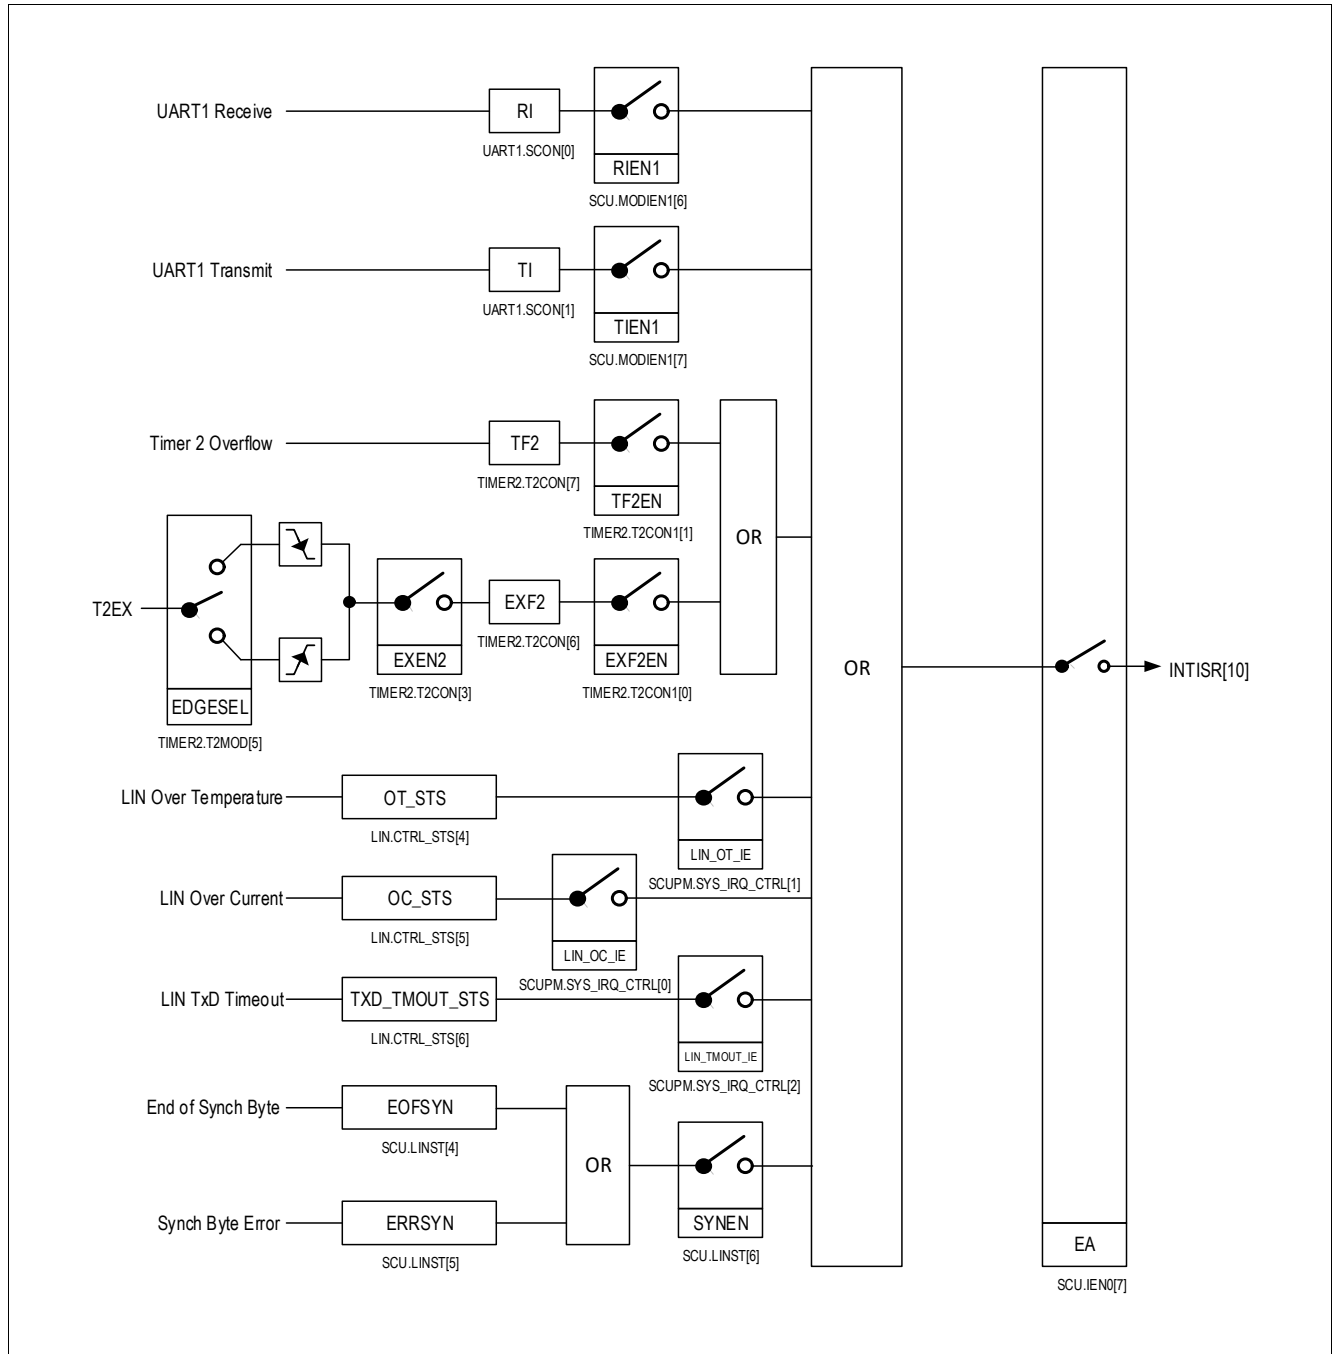 UART1 Receive
RI
UART1.SCON[0]
RIEN1
SCU.MODIEN1[6]
UART1 Transmit
TI
UART1.SCON[1]
TIEN1
SCU.MODIEN1[7]
Timer 2 Overflow
TF2
TIMER2.T2CON[7]
TF2EN
TIMER2.T2CON1[1]
OR
T2EX
EDGESEL
TIMER2.T2MOD[5]
EXEN2
TIMER2.T2CON[3]
EXF2
TIMER2.T2CON[6]
EXF2EN
TIMER2.T2CON1[0]
OR
INTISR[10]
LIN Over Temperature
OT_STS
LIN.CTRL_STS[4]
LIN_OT_IE
SCUPM.SYS_IRQ_CTRL[1]
LIN Over Current
OC_STS
LIN.CTRL_STS[5]
LIN_OC_IE
SCUPM.SYS_IRQ_CTRL[0]
LIN TxD Timeout
TXD_TMOUT_STS
LIN.CTRL_STS[6]
LIN_TMOUT_IE
SCUPM.SYS_IRQ_CTRL[2]
End of Synch Byte
EOFSYN
SCU.LINST[4]
OR
Synch Byte Error
ERRSYN
SCU.LINST[5]
SYNEN
SCU.LINST[6]
EA
SCU.IEN0[7]